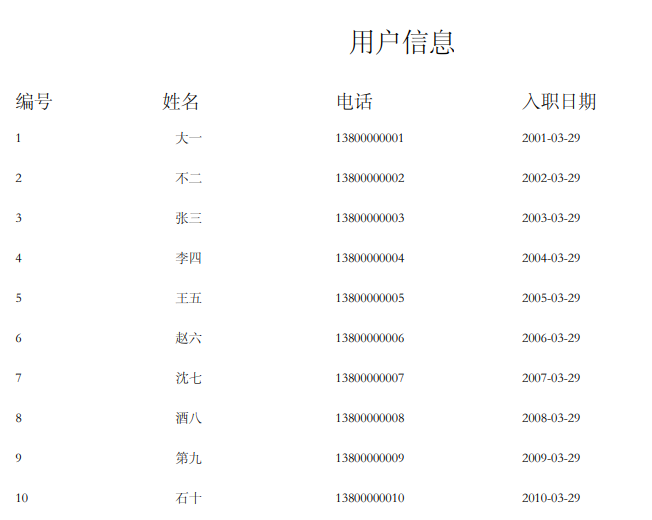 用户信息
编号 姓名 电话 入职日期
1 大一 13800000001 2001-03-29
2 不二 13800000002 2002-03-29
3 张三 13800000003 2003-03-29
4 李四 13800000004 2004-03-29
5 王五 13800000005 2005-03-29
6 赵六 13800000006 2006-03-29
7 沈七 13800000007 2007-03-29
8 酒八 13800000008 2008-03-29
9 第九 13800000009 2009-03-29
10 石十 13800000010 2010-03-29